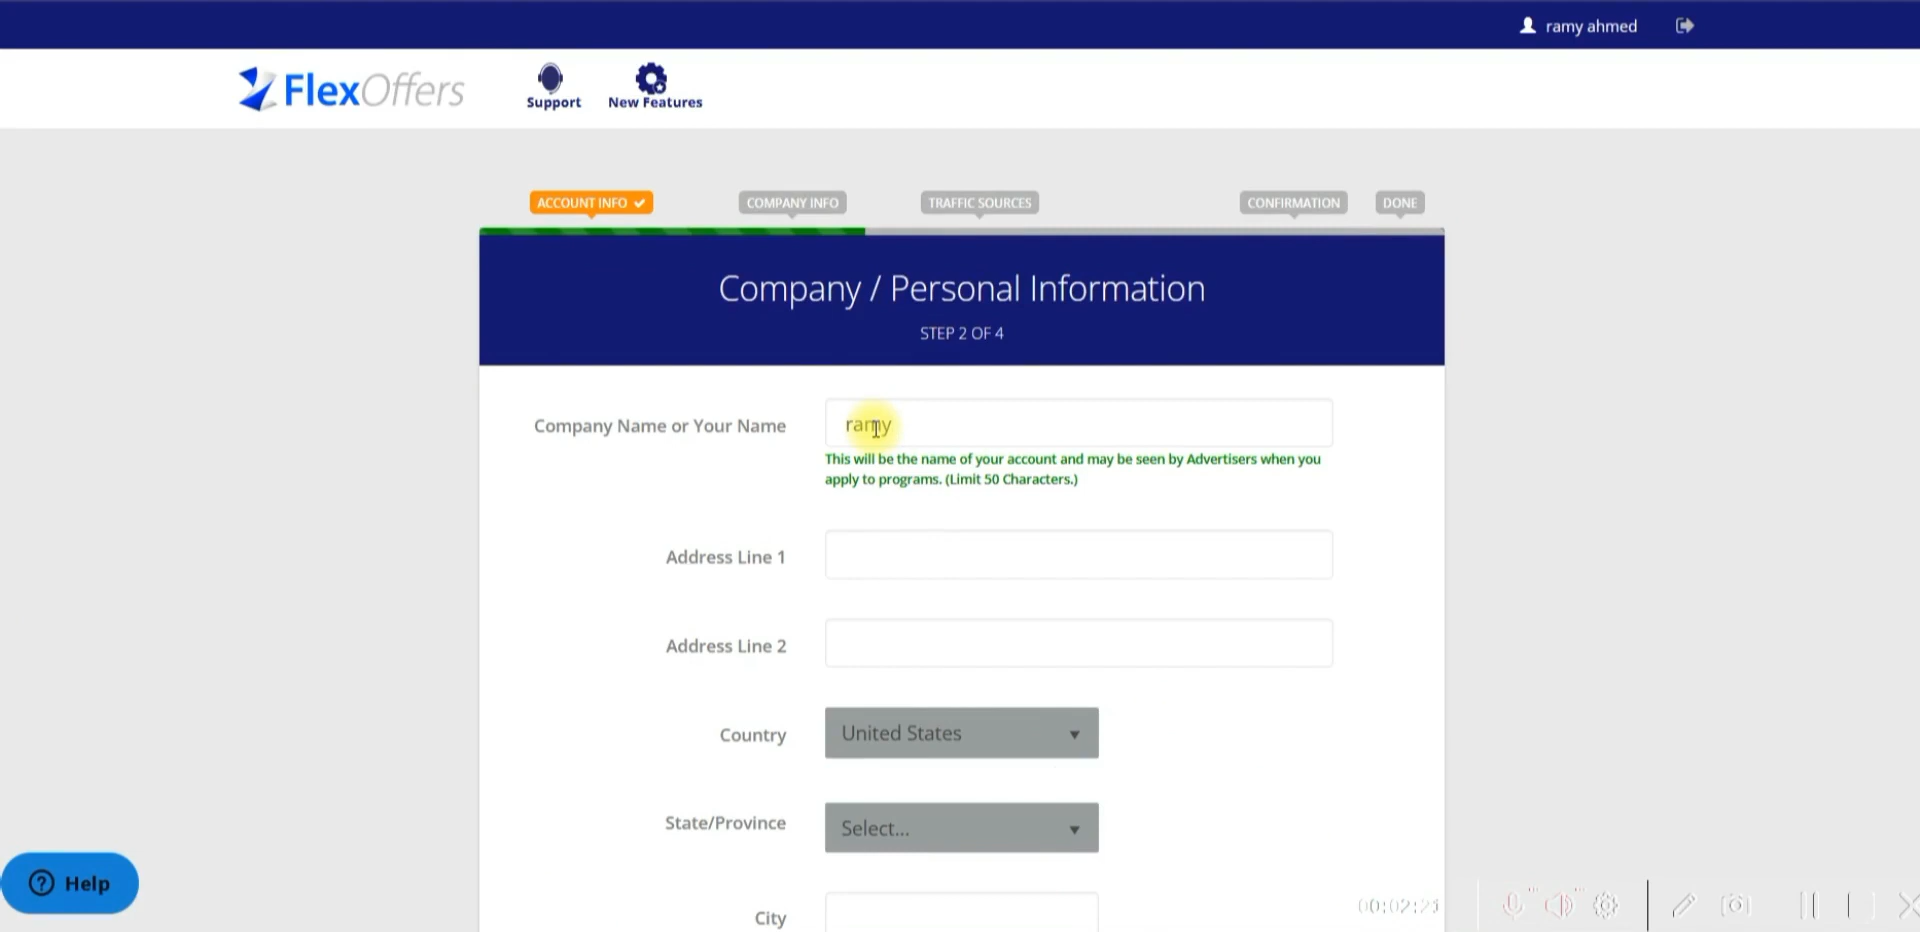 ramy ahmed
FlexOffers
Support
New Features
ACCOUNT INFO
COMPANY INFO
TRAFFIC SOURCES
CONFIRMATION
DONE
Company / Personal Information
STEP 2 OF 4
Company Name or Your Name
ramy
This will be the name of your account and may be seen by Advertisers when you
apply to programs. (Limit 50 Characters.)
Address Line 1
Address Line 2
Country
United States
State/Province
Select...
City
Help
00:02:21